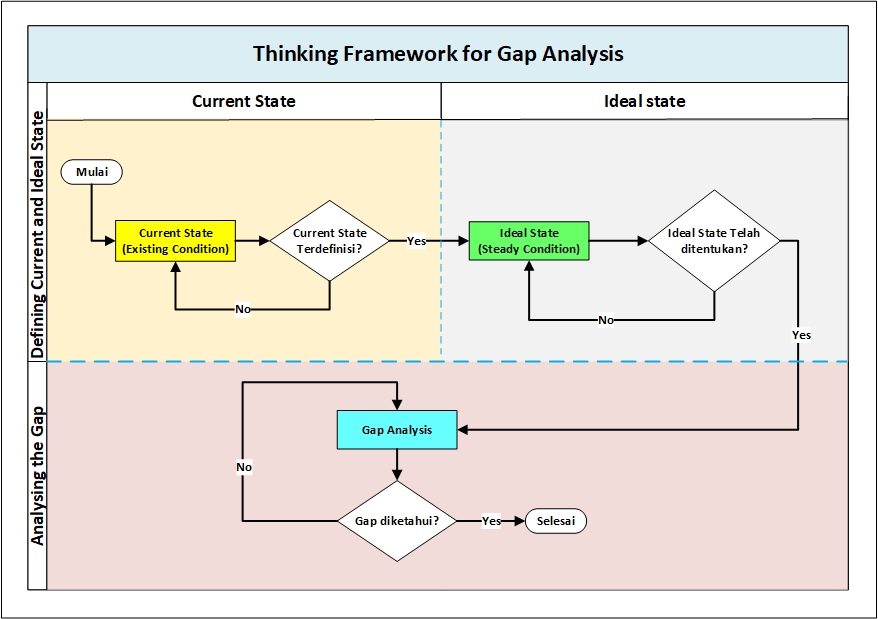 Thinking Framework for Gap Analysis
Current State
Ideal state
Defining Current and Ideal State
Mulai
Current State
(Existing Condition)
Current State
Terdefinisi?
Yes
No
Ideal State
(Steady Condition)
Ideal State Telah
ditentukan?
No
Yes
Analysing the Gap
Gap Analysis
No
Gap diketahui?
Yes
Selesai